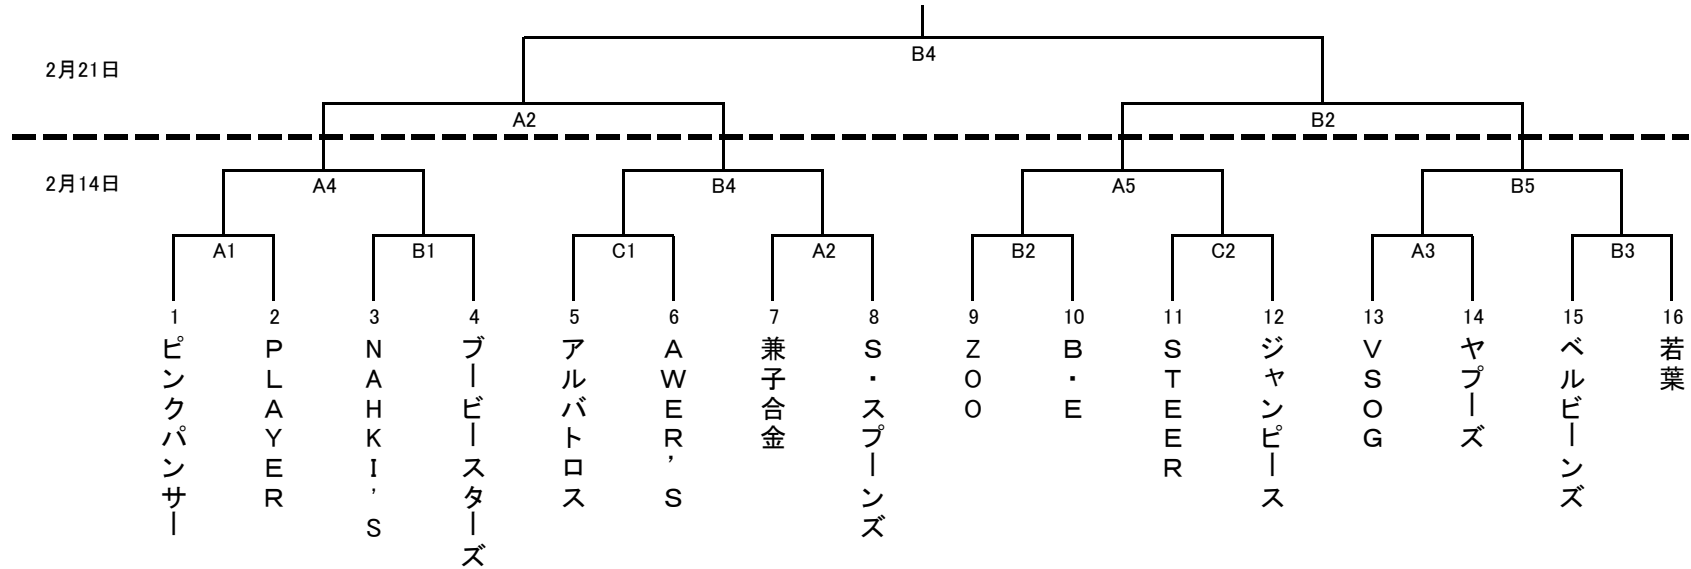 B4
2月21日
A2
B2
2月14日
A4
B4
A5
B5
A1
B1
C1
A2
B2
C2
A3
B3
1
2
3
4
5
6
7
8
9
10
11
12
13
14
15
16
ピンクパンサー
PLAYER
NAHKI'S
ブービースターズ
アルバトロス
AWER'S
兼子合金
S・スプーンズ
ZOO
B・E
STEER
ジャンピース
VSOG
ヤプーズ
ベルビーンズ
若葉